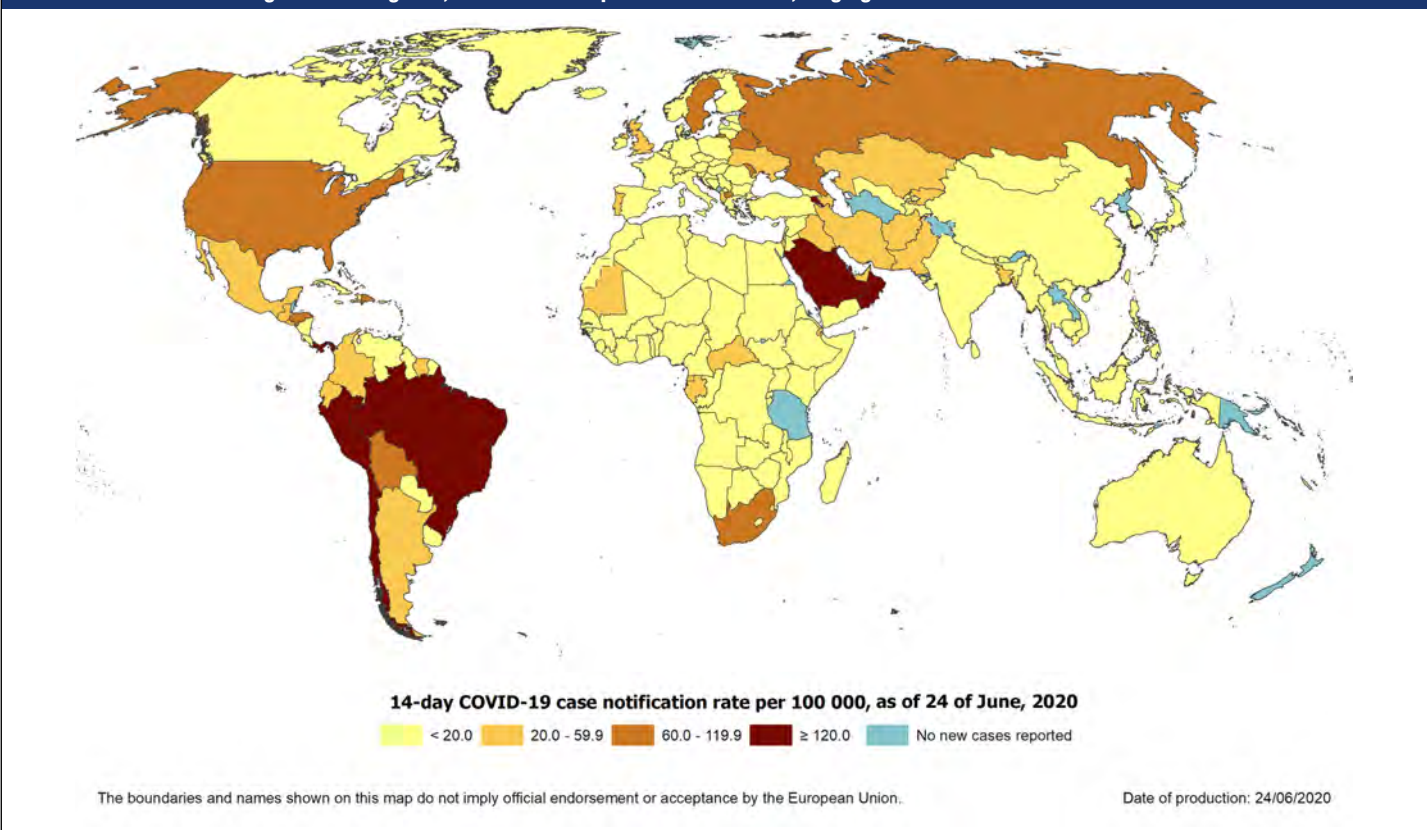 14-day COVID-19 case notification rate per 100 000, as of 24 of June, 2020
< 20.0 20.0 - 59.9 60.0 - 119.9 ≥ 120.0 No new cases reported
The boundaries and names shown on this map do not imply official endorsement or acceptance by the European Union. Date of production: 24/06/2020